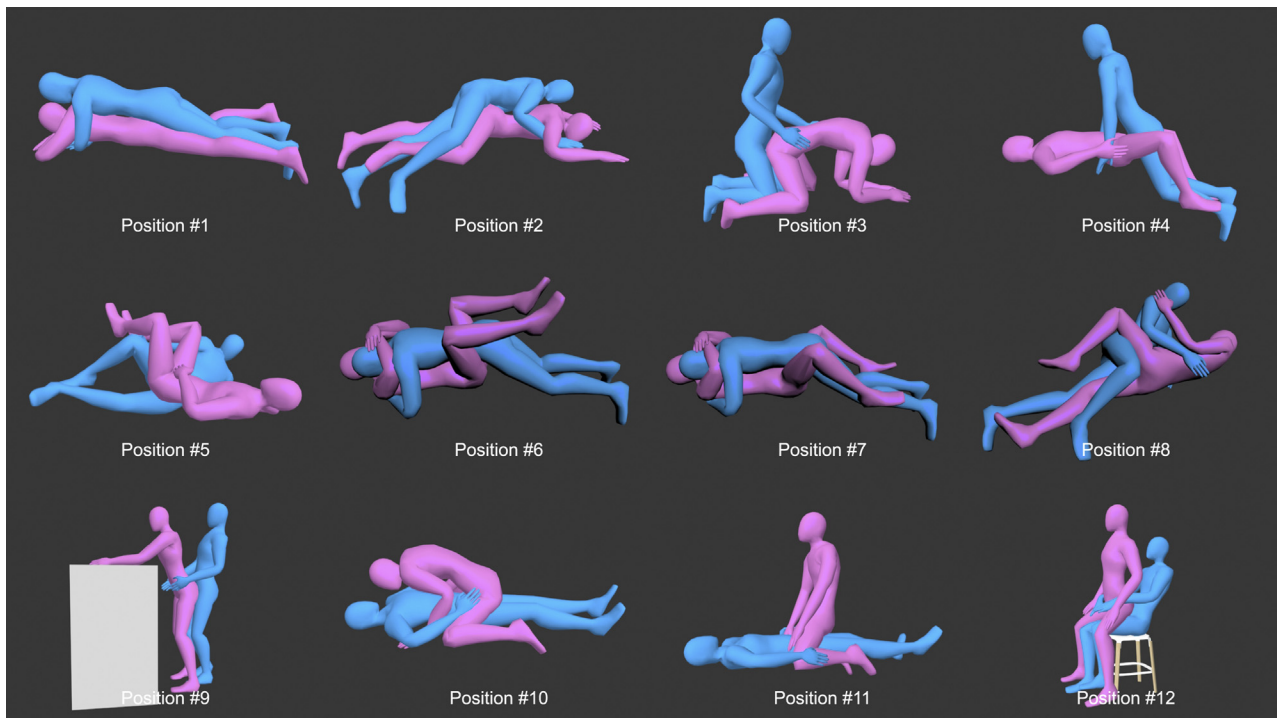 Position #1
Position #2
Position #3
Position #4
Position #5
Position #6
Position #7
Position #8
Position #9
Position #10
Position #11
Position #12